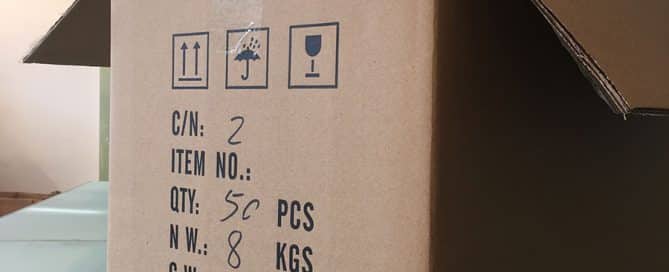 C/N: 2
ITEM NO.:
QTY: 50 PCS
N W.: 8 KGS
G.W.